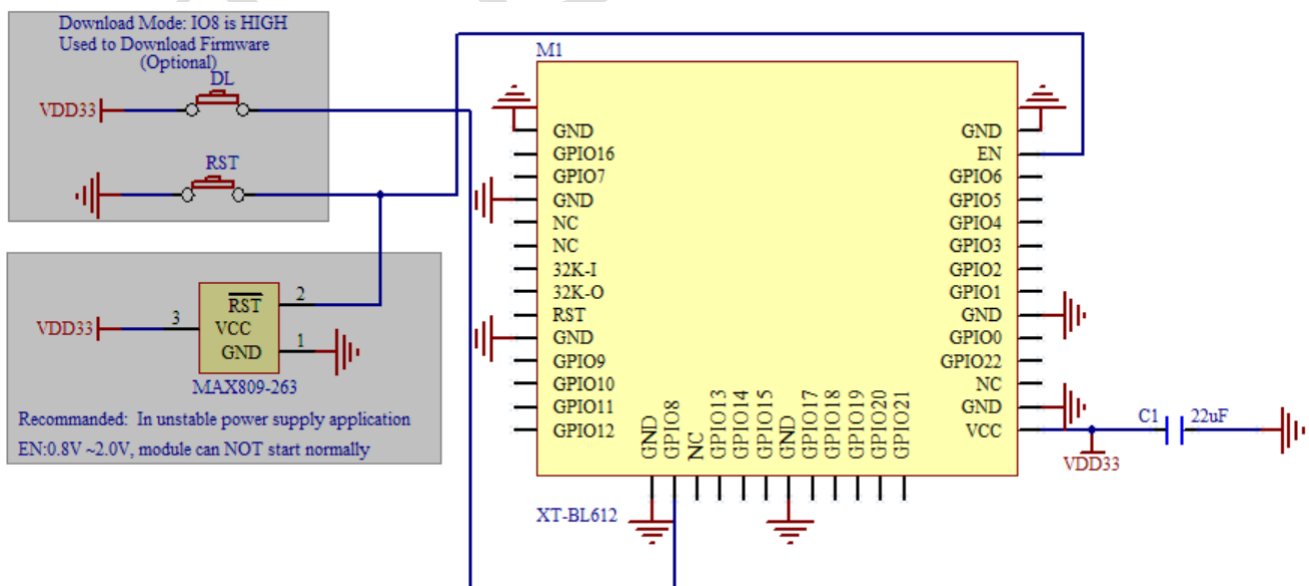 Download Mode: IO8 is HIGH
Used to Download Firmware
(Optional)
DL
VDD33
RST
RST
2
VDD33
3
VCC
GND
1
MAX809-263
Recommanded: In unstable power supply application
EN:0.8V ~2.0V, module can NOT start normally
M1
GND
GPIO16
GPIO7
GND
NC
NC
32K-I
32K-O
RST
GND
GPIO9
GPIO10
GPIO11
GPIO12
GND
GPIO8
NC
GPIO13
GPIO14
GPIO15
GND
GPIO17
GPIO18
GPIO19
GPIO20
GPIO21
GND
EN
GPIO6
GPIO5
GPIO4
GPIO3
GPIO2
GPIO1
GND
GPIO0
GPIO22
NC
GND
VCC
XT-BL612
C1
22uF
VDD33